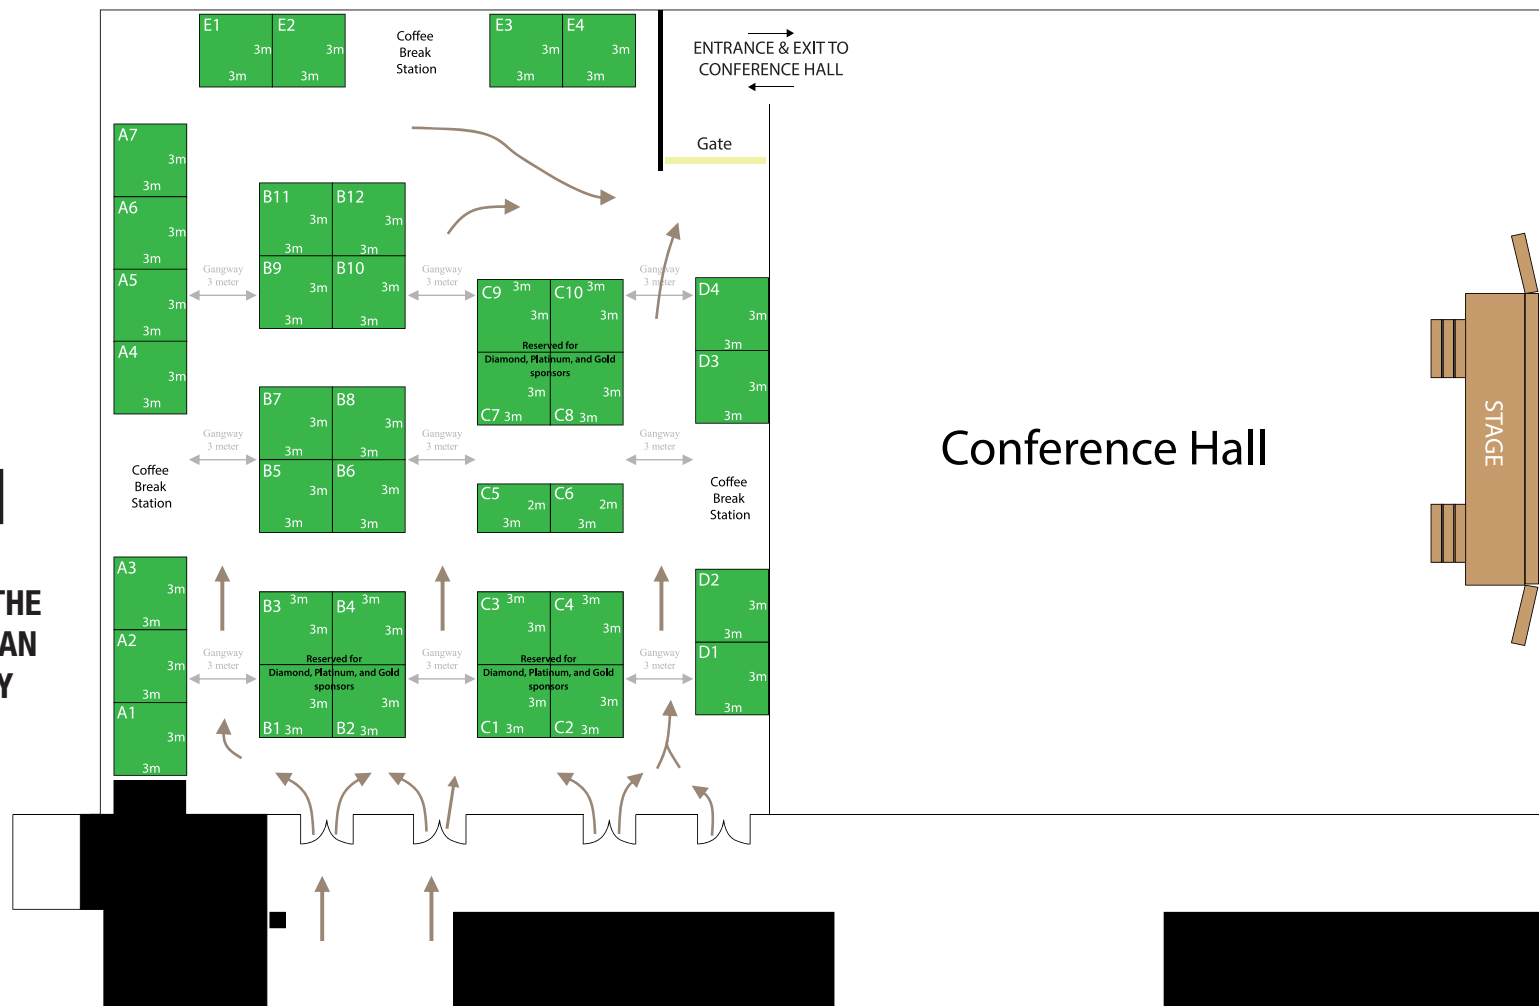 E1
3m
3m
E2
3m
3m
Coffee
Break
Station
E3
3m
3m
E4
3m
3m
ENTRANCE & EXIT TO
CONFERENCE HALL
Gate
A7
3m
3m
A6
3m
3m
A5
3m
3m
A4
3m
3m
B11
3m
3m
B12
3m
3m
B9
3m
3m
B10
3m
3m
Gangway
3 meter
Gangway
3 meter
Gangway
3 meter
C9 3m
3m
C10 3m
3m
Reserved for
Diamond, Platinum, and Gold
sponsors
3m
C7 3m
3m
C8 3m
D4
3m
3m
D3
3m
3m
B7
3m
3m
B8
3m
3m
B5
3m
3m
B6
3m
3m
Gangway
3 meter
Gangway
3 meter
Gangway
3 meter
Coffee
Break
Station
C5
2m
3m
C6
2m
3m
Coffee
Break
Station
Conference Hall
STAGE
THE
AN
Y
A3
3m
3m
A2
3m
3m
A1
3m
3m
B3 3m
3m
B4 3m
3m
Reserved for
Diamond, Platinum, and Gold
sponsors
3m
B1 3m
3m
B2 3m
Gangway
3 meter
Gangway
3 meter
Gangway
3 meter
C3 3m
3m
C4 3m
3m
Reserved for
Diamond, Platinum, and Gold
sponsors
3m
C1 3m
3m
C2 3m
D2
3m
3m
D1
3m
3m